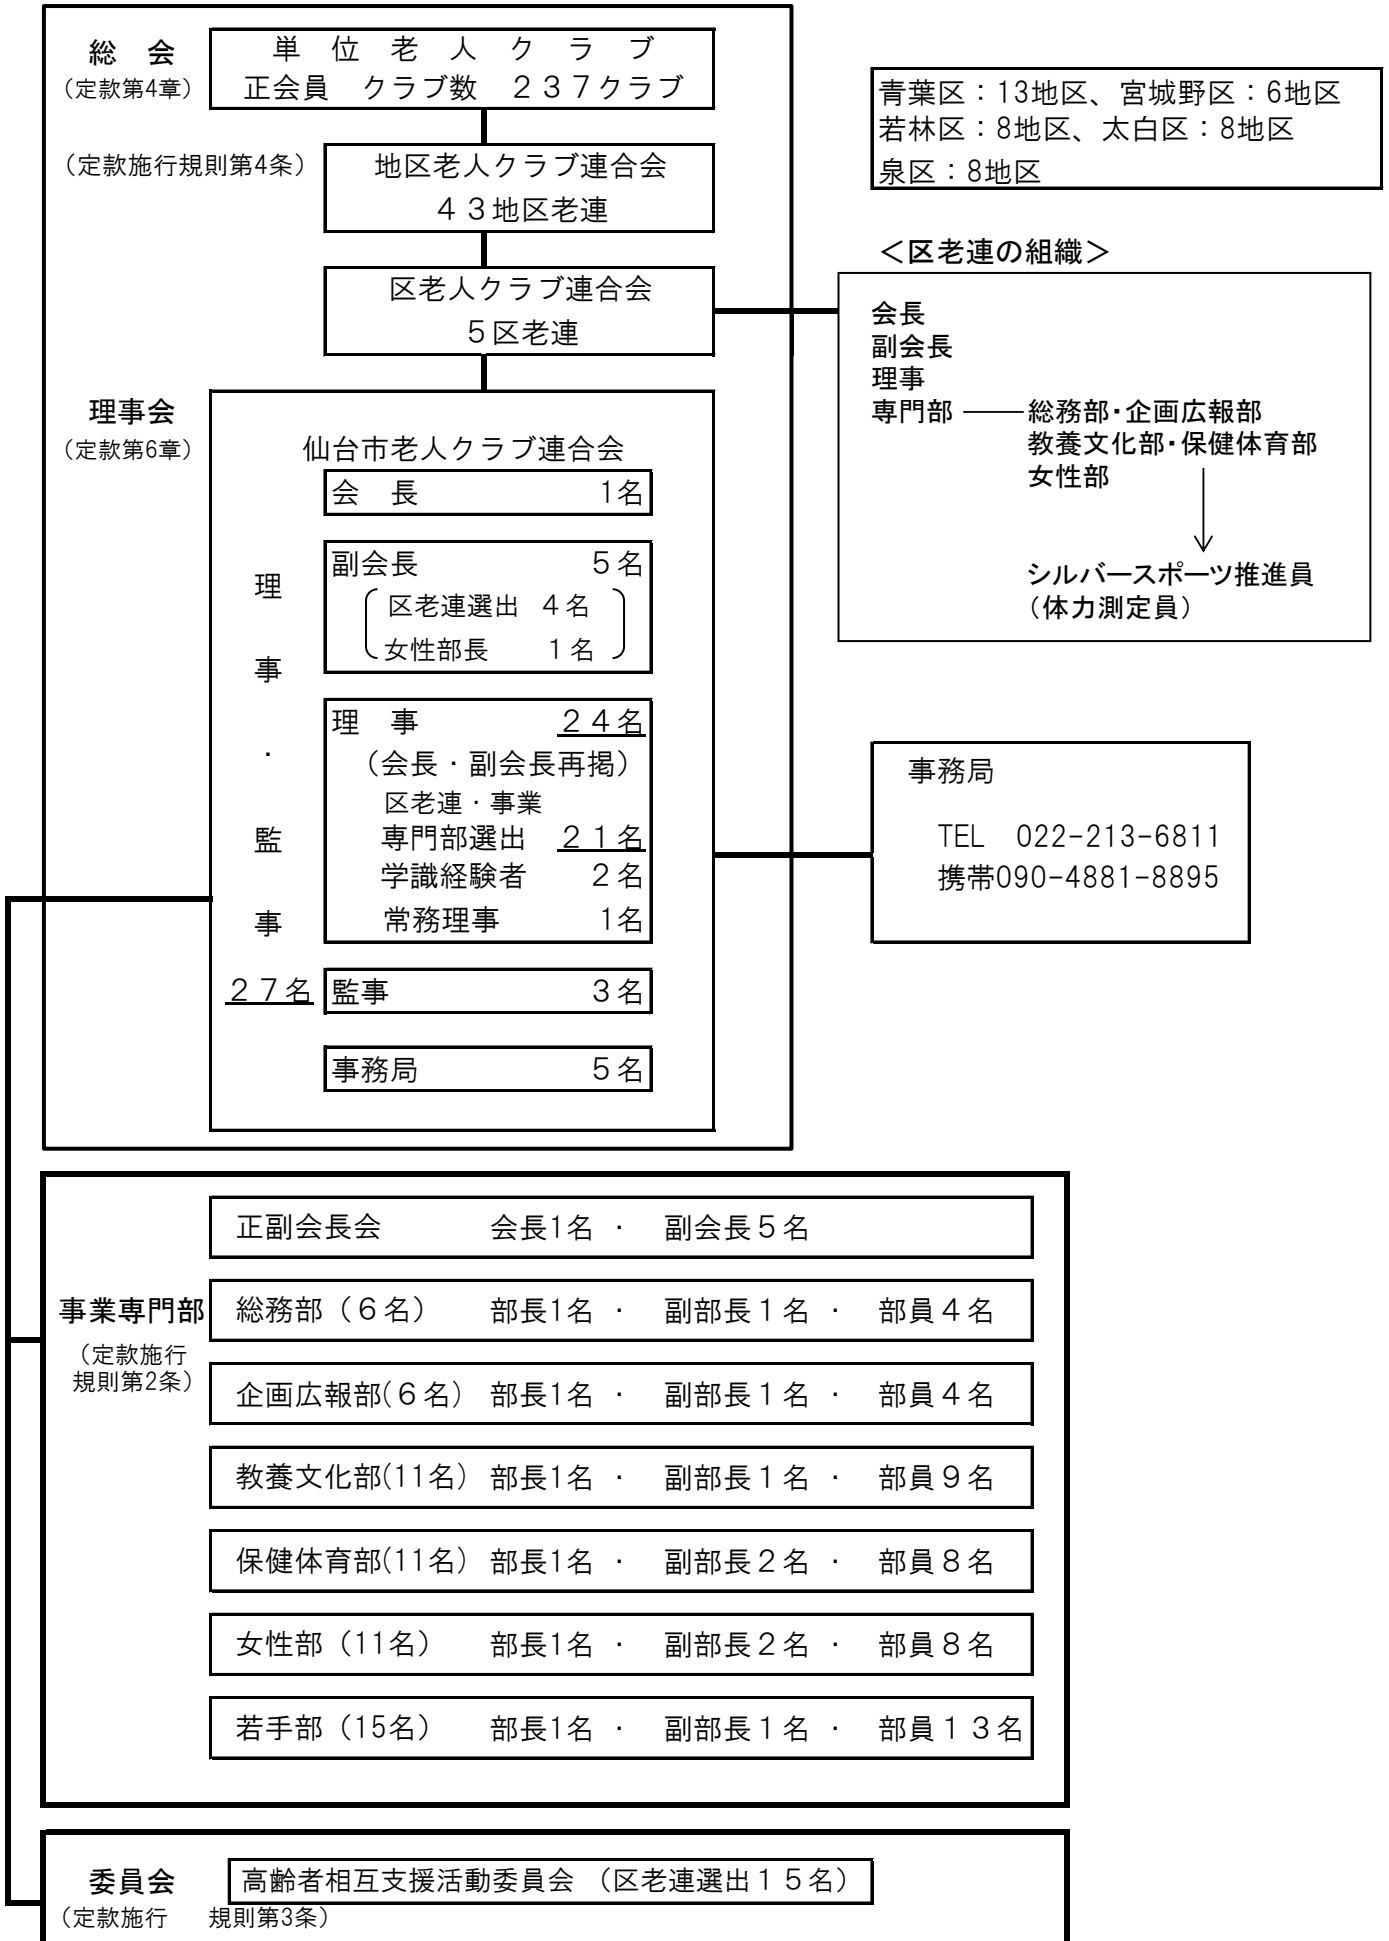 総　会
（定款第4章）
単　位　老　人　ク　ラ　ブ
正会員　クラブ数　２３７クラブ
（定款施行規則第4条）
地区老人クラブ連合会
４３地区老連
区老人クラブ連合会
５区老連
青葉区：13地区、宮城野区：6地区
若林区：8地区、太白区：8地区
泉区：8地区
＜区老連の組織＞
会長
副会長
理事
専門部 総務部・企画広報部
教養文化部・保健体育部
女性部
シルバースポーツ推進員
（体力測定員）
理事会
（定款第6章）
仙台市老人クラブ連合会
会　長　1名
副会長　５名
区老連選出　４名
女性部長　１名
理　事　２４名
（会長・副会長再掲）
区老連・事業
専門部選出　２１名
学識経験者　２名
常務理事　1名
理
事
・
監
事
２７名
監事　３名
事務局　５名
事務局
TEL　022-213-6811
携帯090-4881-8895
事業専門部
（定款施行
規則第2条）
正副会長会　会長1名　・　副会長５名
総務部（６名）　部長1名　・　副部長１名　・　部員４名
企画広報部(６名)　部長1名　・　副部長１名　・　部員４名
教養文化部(11名)　部長1名　・　副部長１名　・　部員９名
保健体育部(11名)　部長1名　・　副部長２名　・　部員８名
女性部（11名）　部長1名　・　副部長２名　・　部員８名
若手部（15名）　部長1名　・　副部長１名　・　部員１３名
委員会
（定款施行　規則第3条）
高齢者相互支援活動委員会　（区老連選出１５名）